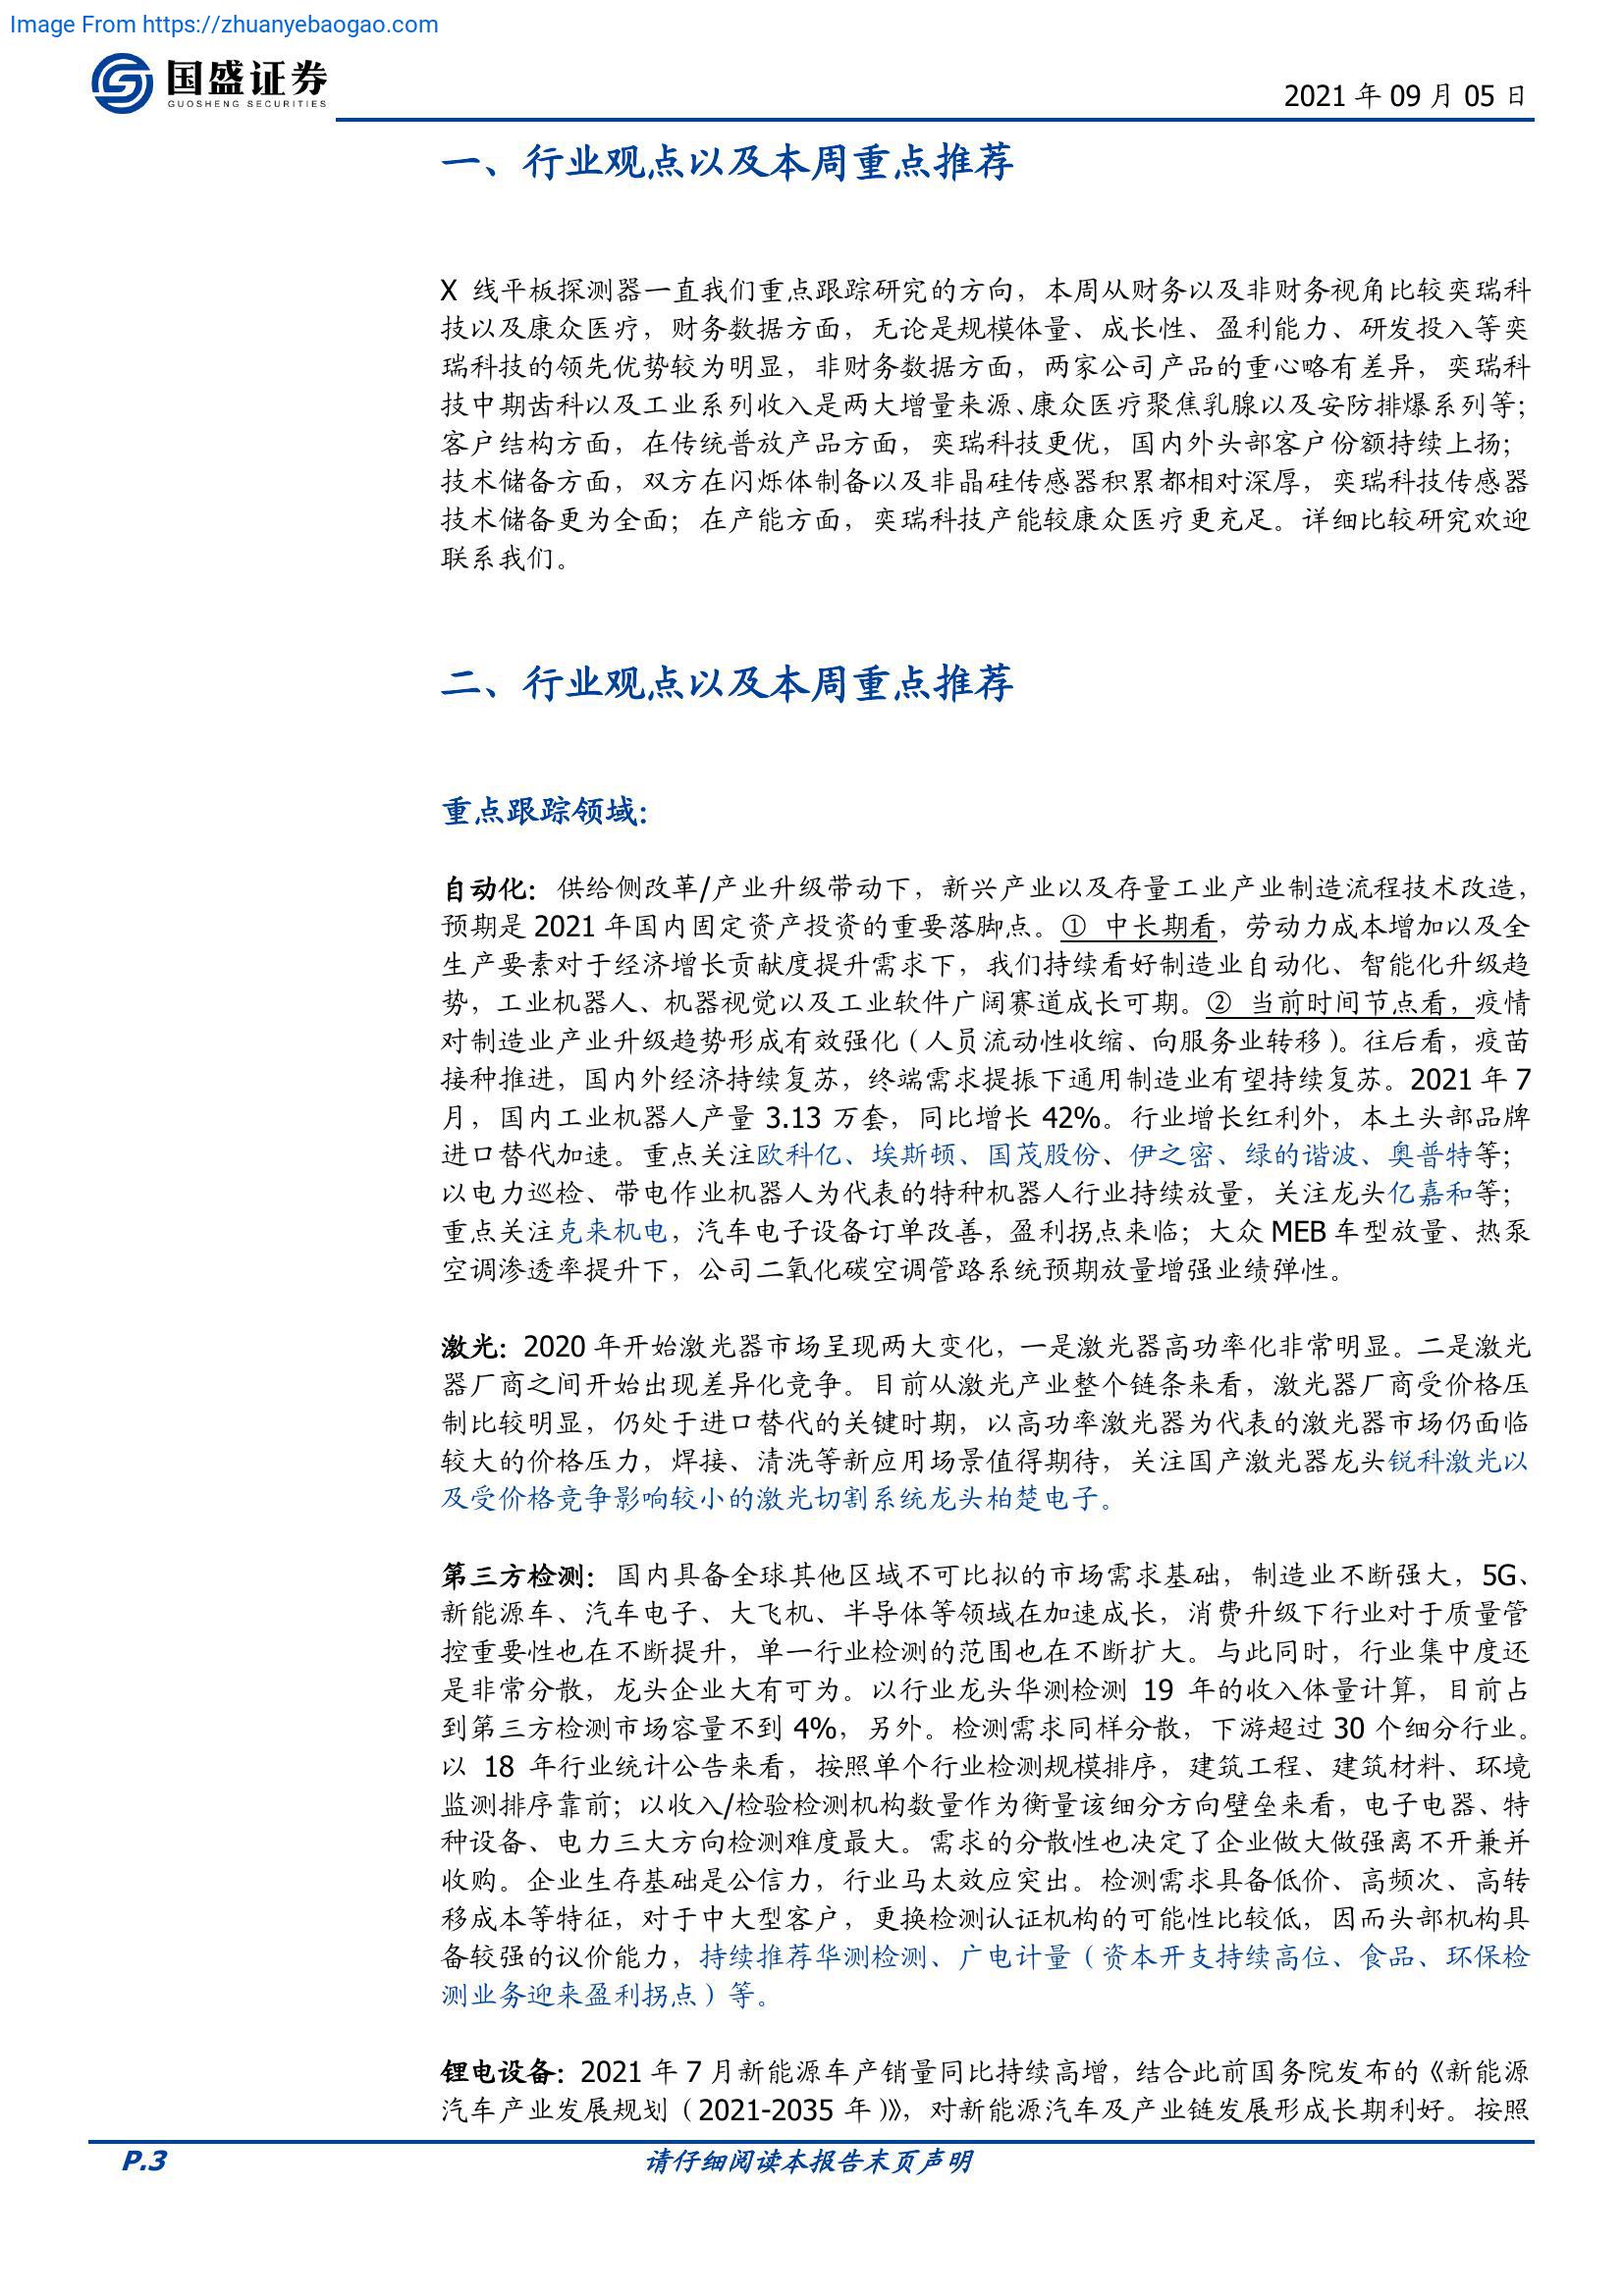 Image From https://zhuanyebaogao.com
国盛证券
GUOSHENG SECURITIES
2021 年 09 月 05 日
一、行业观点以及本周重点推荐
X 线平板探测器一直我们重点跟踪研究的方向，本周从财务以及非财务视角比较奕瑞科
技以及康众医疗，财务数据方面，无论是规模体量、成长性、盈利能力、研发投入等奕
瑞科技的领先优势较为明显，非财务数据方面，两家公司产品的重心略有差异，奕瑞科
技中期齿科以及工业系列收入是两大增量来源、康众医疗聚焦乳腺以及安防排爆系列等；
客户结构方面，在传统普放产品方面，奕瑞科技更优，国内外头部客户份额持续上扬；
技术储备方面，双方在闪烁体制备以及非晶硅传感器积累都相对深厚，奕瑞科技传感器
技术储备更为全面；在产能方面，奕瑞科技产能较康众医疗更充足。详细比较研究欢迎
联系我们。
二、行业观点以及本周重点推荐
重点跟踪领域：
自动化：供给侧改革/产业升级带动下，新兴产业以及存量工业产业制造流程技术改造，
预期是 2021 年国内固定资产投资的重要落脚点。① 中长期看，劳动力成本增加以及全
生产要素对于经济增长贡献度提升需求下，我们持续看好制造业自动化、智能化升级趋
势，工业机器人、机器视觉以及工业软件广阔赛道成长可期。② 当前时间节点看，疫情
对制造业产业升级趋势形成有效强化（人员流动性收缩、向服务业转移）。往后看，疫苗
接种推进，国内外经济持续复苏，终端需求提振下通用制造业有望持续复苏。2021 年 7
月，国内工业机器人产量 3.13 万套，同比增长 42%。行业增长红利外，本土头部品牌
进口替代加速。重点关注欧科亿、埃斯顿、国茂股份、伊之密、绿的谐波、奥普特等；
以电力巡检、带电作业机器人为代表的特种机器人行业持续放量，关注龙头亿嘉和等；
重点关注克来机电，汽车电子设备订单改善，盈利拐点来临；大众 MEB 车型放量、热泵
空调渗透率提升下，公司二氧化碳空调管路系统预期放量增强业绩弹性。
激光：2020 年开始激光器市场呈现两大变化，一是激光器高功率化非常明显。二是激光
器厂商之间开始出现差异化竞争。目前从激光产业整个链条来看，激光器厂商受价格压
制比较明显，仍处于进口替代的关键时期，以高功率激光器为代表的激光器市场仍面临
较大的价格压力，焊接、清洗等新应用场景值得期待，关注国产激光器龙头锐科激光以
及受价格竞争影响较小的激光切割系统龙头柏楚电子。
第三方检测：国内具备全球其他区域不可比拟的市场需求基础，制造业不断强大，5G、
新能源车、汽车电子、大飞机、半导体等领域在加速成长，消费升级下行业对于质量管
控重要性也在不断提升，单一行业检测的范围也在不断扩大。与此同时，行业集中度还
是非常分散，龙头企业大有可为。以行业龙头华测检测 19 年的收入体量计算，目前占
到第三方检测市场容量不到 4%，另外。检测需求同样分散，下游超过 30 个细分行业。
以 18 年行业统计公告来看，按照单个行业检测规模排序，建筑工程、建筑材料、环境
监测排序靠前；以收入/检验检测机构数量作为衡量该细分方向壁垒来看，电子电器、特
种设备、电力三大方向检测难度最大。需求的分散性也决定了企业做大做强离不开兼并
收购。企业生存基础是公信力，行业马太效应突出。检测需求具备低价、高频次、高转
移成本等特征，对于中大型客户，更换检测认证机构的可能性比较低，因而头部机构具
备较强的议价能力，持续推荐华测检测、广电计量（资本开支持续高位、食品、环保检
测业务迎来盈利拐点）等。
锂电设备：2021 年 7 月新能源车产销量同比持续高增，结合此前国务院发布的《新能源
汽车产业发展规划（2021-2035 年）》，对新能源汽车及产业链发展形成长期利好。按照
P.3
请仔细阅读本报告末页声明